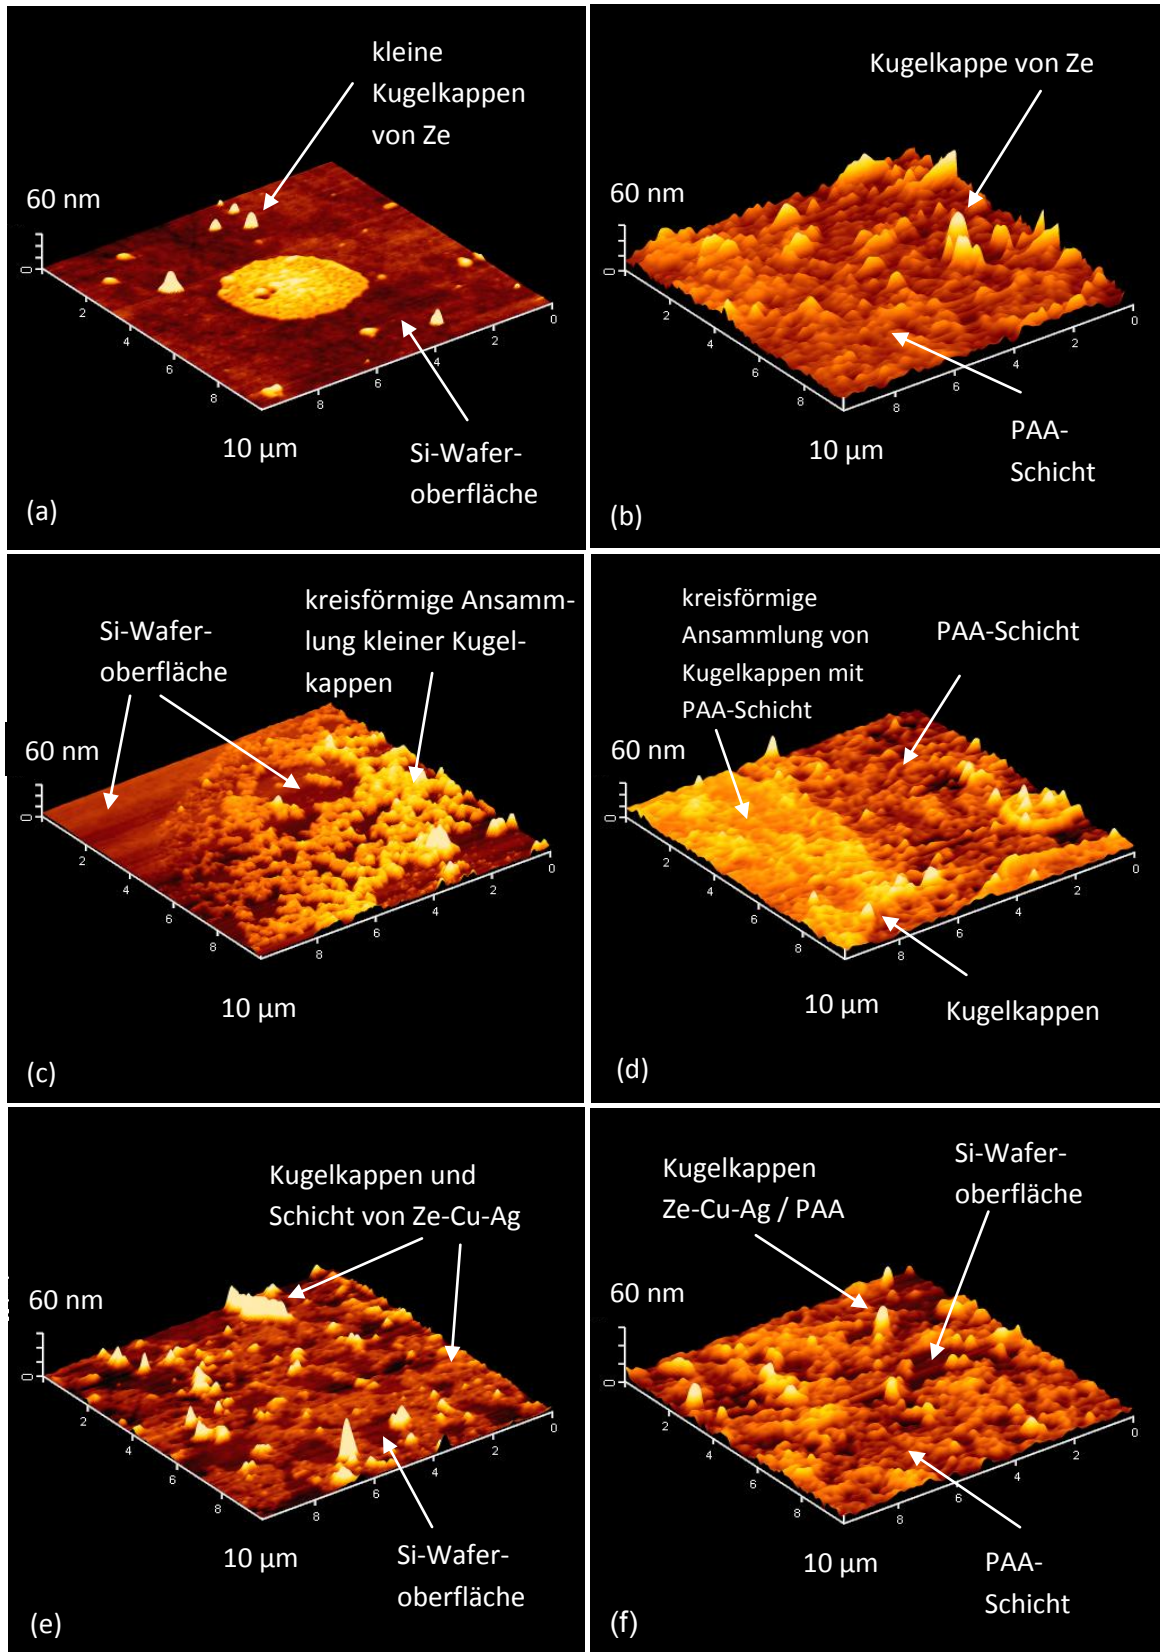 kleine
Kugelkappen
von Ze
60 nm
0
2
4
6
8
8
6
4
2
0
10 µm
Si-Wafer-
oberfläche
(a)
Kugelkappe von Ze
60 nm
0
2
4
6
8
8
6
4
2
0
10 µm
PAA-
Schicht
(b)
Si-Wafer-
oberfläche
kreisförmige Ansamm-
lung kleiner Kugel-
kappen
60 nm
0
2
4
6
8
8
6
4
2
0
10 µm
(c)
kreisförmige
Ansammlung von
Kugelkappen mit
PAA-Schicht
PAA-Schicht
60 nm
0
2
4
6
8
8
6
4
2
0
10 µm
Kugelkappen
(d)
Kugelkappen und
Schicht von Ze-Cu-Ag
60 nm
0
2
4
6
8
8
6
4
2
0
10 µm
Si-Wafer-
oberfläche
(e)
Kugelkappen
Ze-Cu-Ag / PAA
Si-Wafer-
oberfläche
60 nm
0
2
4
6
8
8
6
4
2
0
10 µm
PAA-
Schicht
(f)